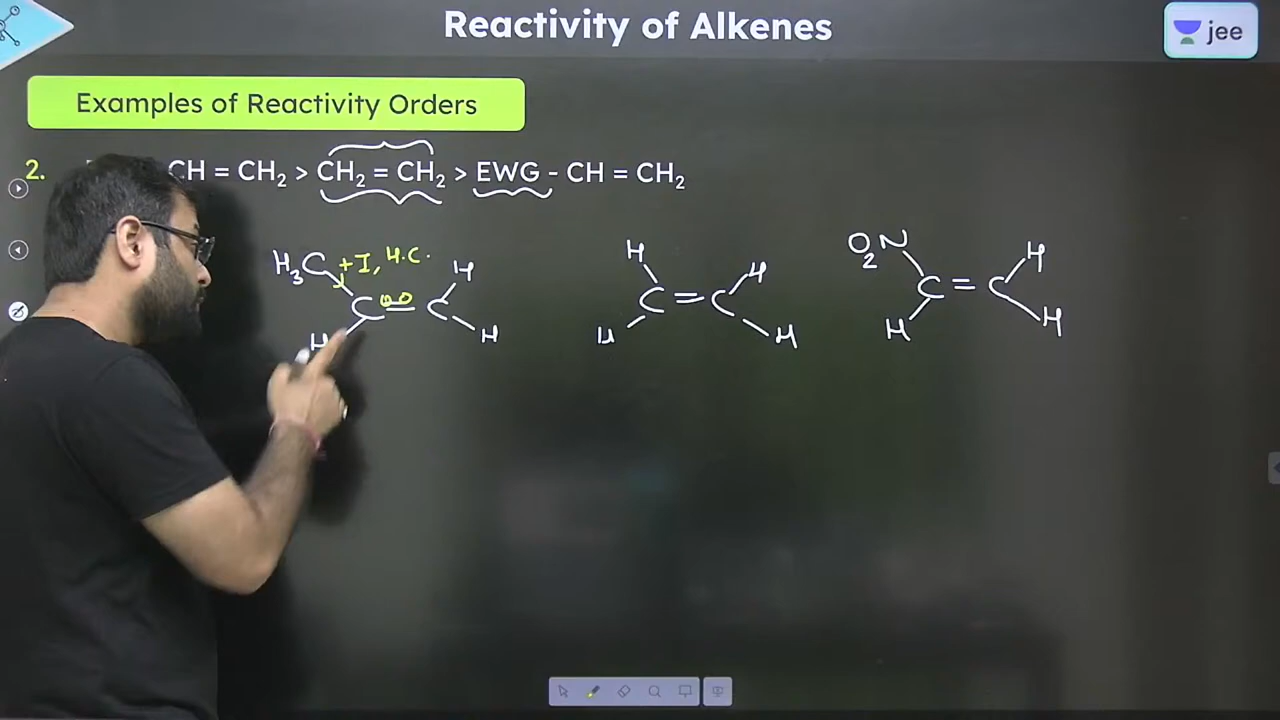 Reactivity of Alkenes
jee
Examples of Reactivity Orders
2. CH = CH₂ > CH₂ = CH₂ > EWG - CH = CH₂
H₃C +I, H.C. H
C = C
H H
H H
C = C
H H
O₂N H
C = C
H H